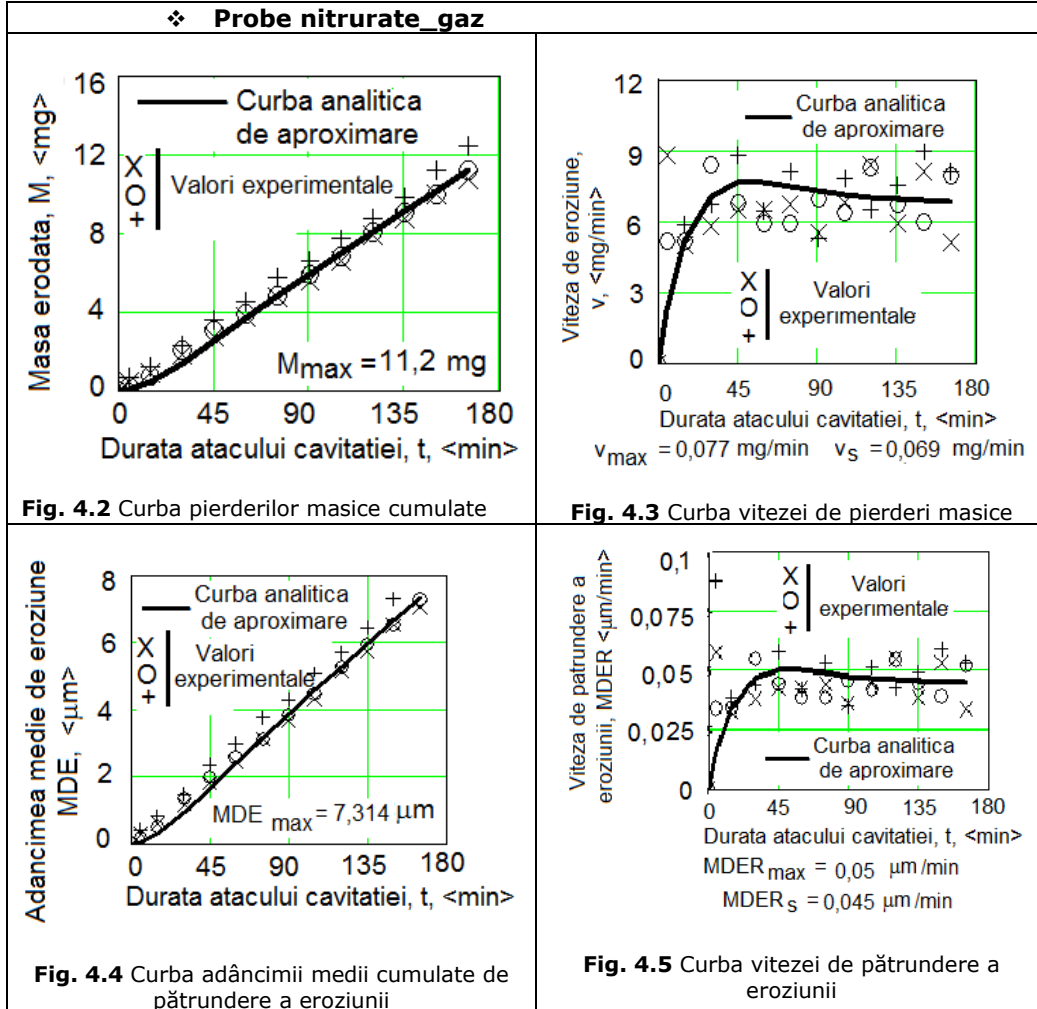 ❖ Probe nitrurate_gaz
16
12
8
4
0
Masa erodata, M, <mg>
Curba analitica
de aproximare
X
O
+
Valori experimentale
Mmax =11,2 mg
0 45 90 135 180
Durata atacului cavitatiei, t, <min>
Fig. 4.2 Curba pierderilor masice cumulate
12
9
6
3
0
Viteza de eroziune,
v, <mg/min>
Curba analitica
de aproximare
X
O
+
Valori
experimentale
0 45 90 135 180
Durata atacului cavitatiei, t, <min>
vmax = 0,077 mg/min vs = 0,069 mg/min
Fig. 4.3 Curba vitezei de pierderi masice
8
6
4
2
0
Adancimea medie de eroziune
MDE, <µm>
Curba analitica
de aproximare
X
O
+
Valori
experimentale
MDE max = 7,314 µm
0 45 90 135 180
Durata atacului cavitatiei, t, <min>
Fig. 4.4 Curba adâncimii medii cumulate de
pătrundere a eroziunii
0,1
0,075
0,05
0,025
0
Viteza de patrundere a
eroziunii, MDER <µm/min>
X
O
+
Valori
experimentale
Curba analitica
de aproximare
0 45 90 135 180
Durata atacului cavitatiei, t, <min>
MDERmax = 0,05 µm/min
MDERs = 0,045 µm/min
Fig. 4.5 Curba vitezei de pătrundere a
eroziunii